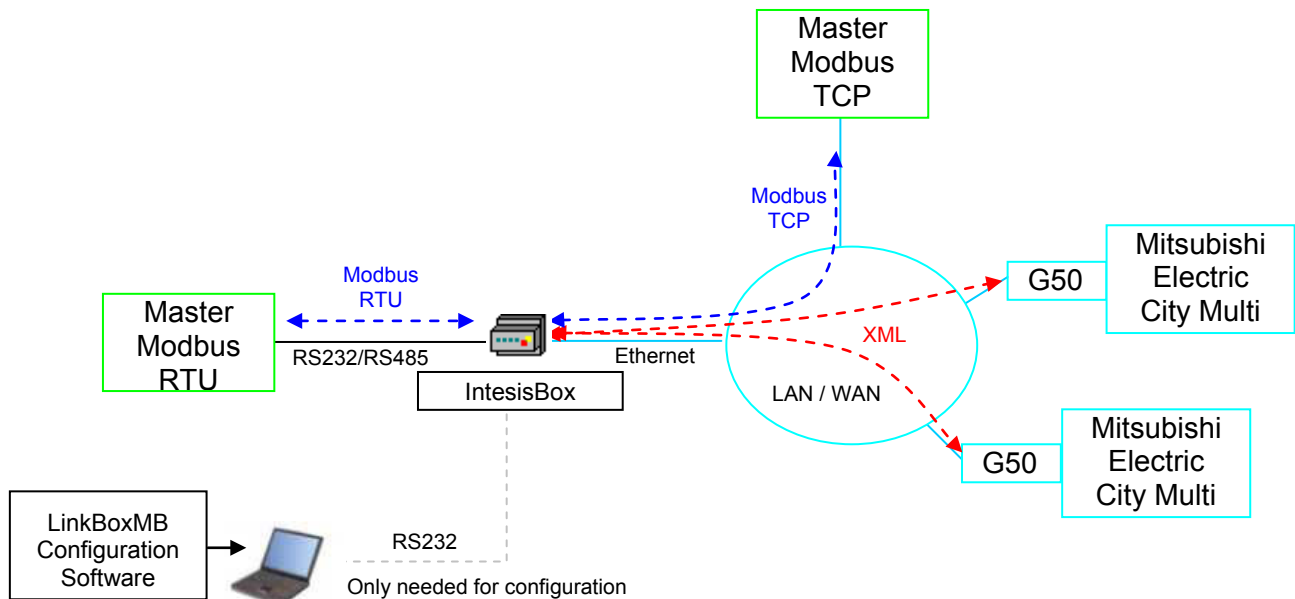 Master
Modbus
TCP
Modbus
TCP
Mitsubishi
Electric
City Multi
G50
Modbus
RTU
Master
Modbus
RTU
RS232/RS485
Ethernet
XML
IntesisBox
LAN / WAN
Mitsubishi
Electric
City Multi
G50
LinkBoxMB
Configuration
Software
RS232
Only needed for configuration